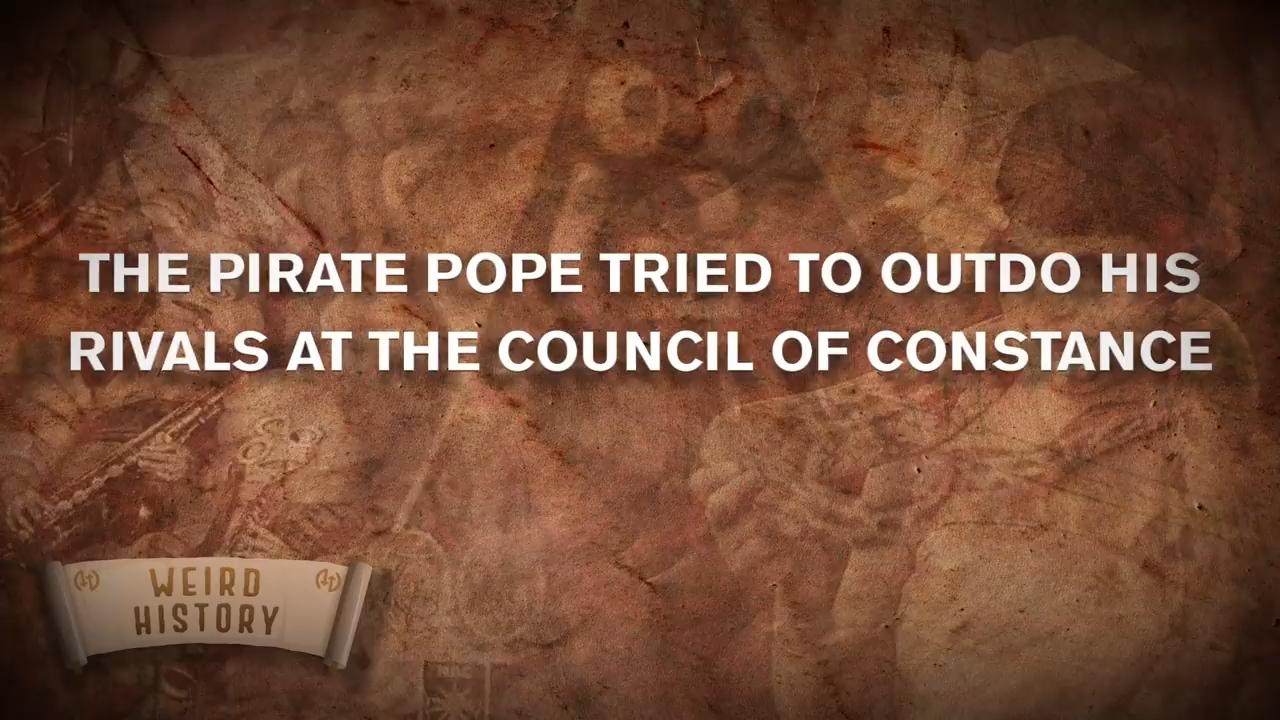 THE PIRATE POPE TRIED TO OUTDO HIS
RIVALS AT THE COUNCIL OF CONSTANCE
WEIRD
HISTORY